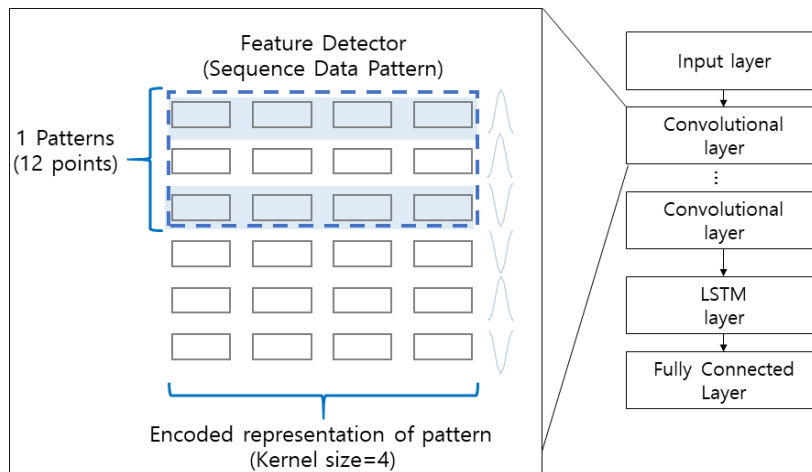 Feature Detector
(Sequence Data Pattern)
1 Patterns
(12 points)
Encoded representation of pattern
(Kernel size=4)
Input layer
Convolutional
layer
...
Convolutional
layer
LSTM
layer
Fully Connected
Layer